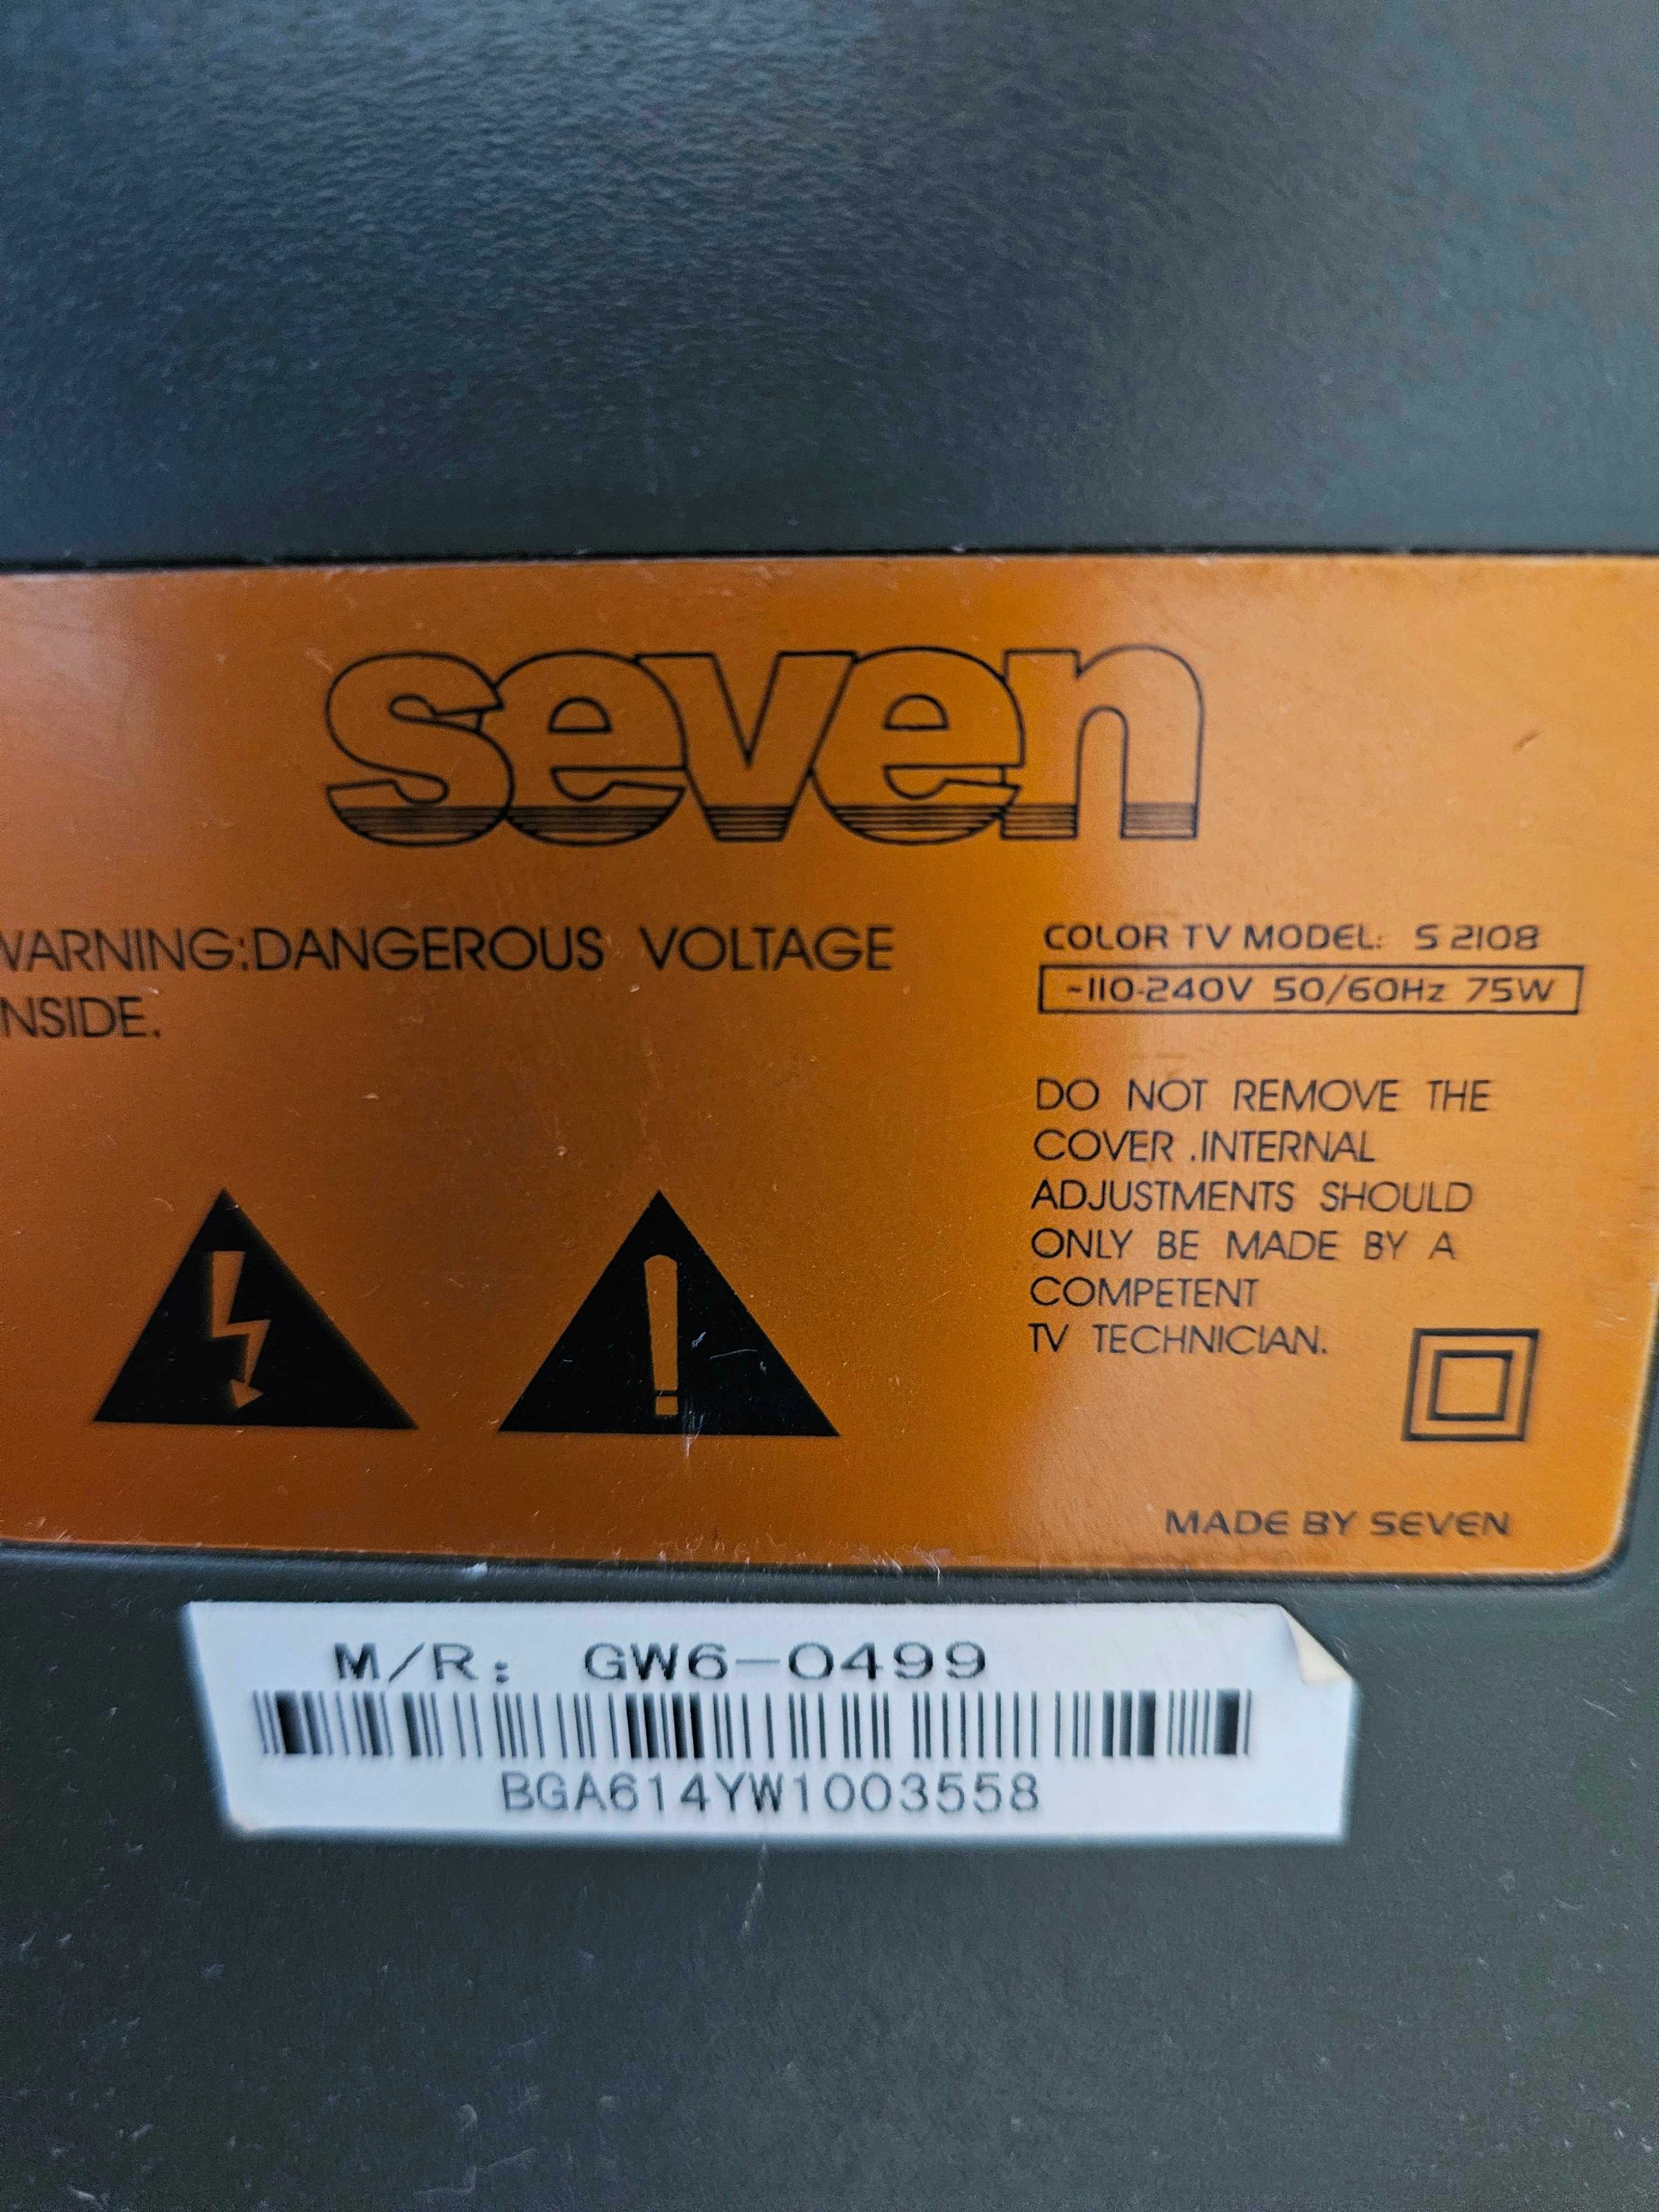 seven
WARNING:DANGEROUS VOLTAGE
INSIDE.
COLOR TV MODEL: S 2108
~110-240V 50/60Hz 75W
DO NOT REMOVE THE
COVER .INTERNAL
ADJUSTMENTS SHOULD
ONLY BE MADE BY A
COMPETENT
TV TECHNICIAN.
MADE BY SEVEN
M/R: GW6-0499
BGA614YW1003558